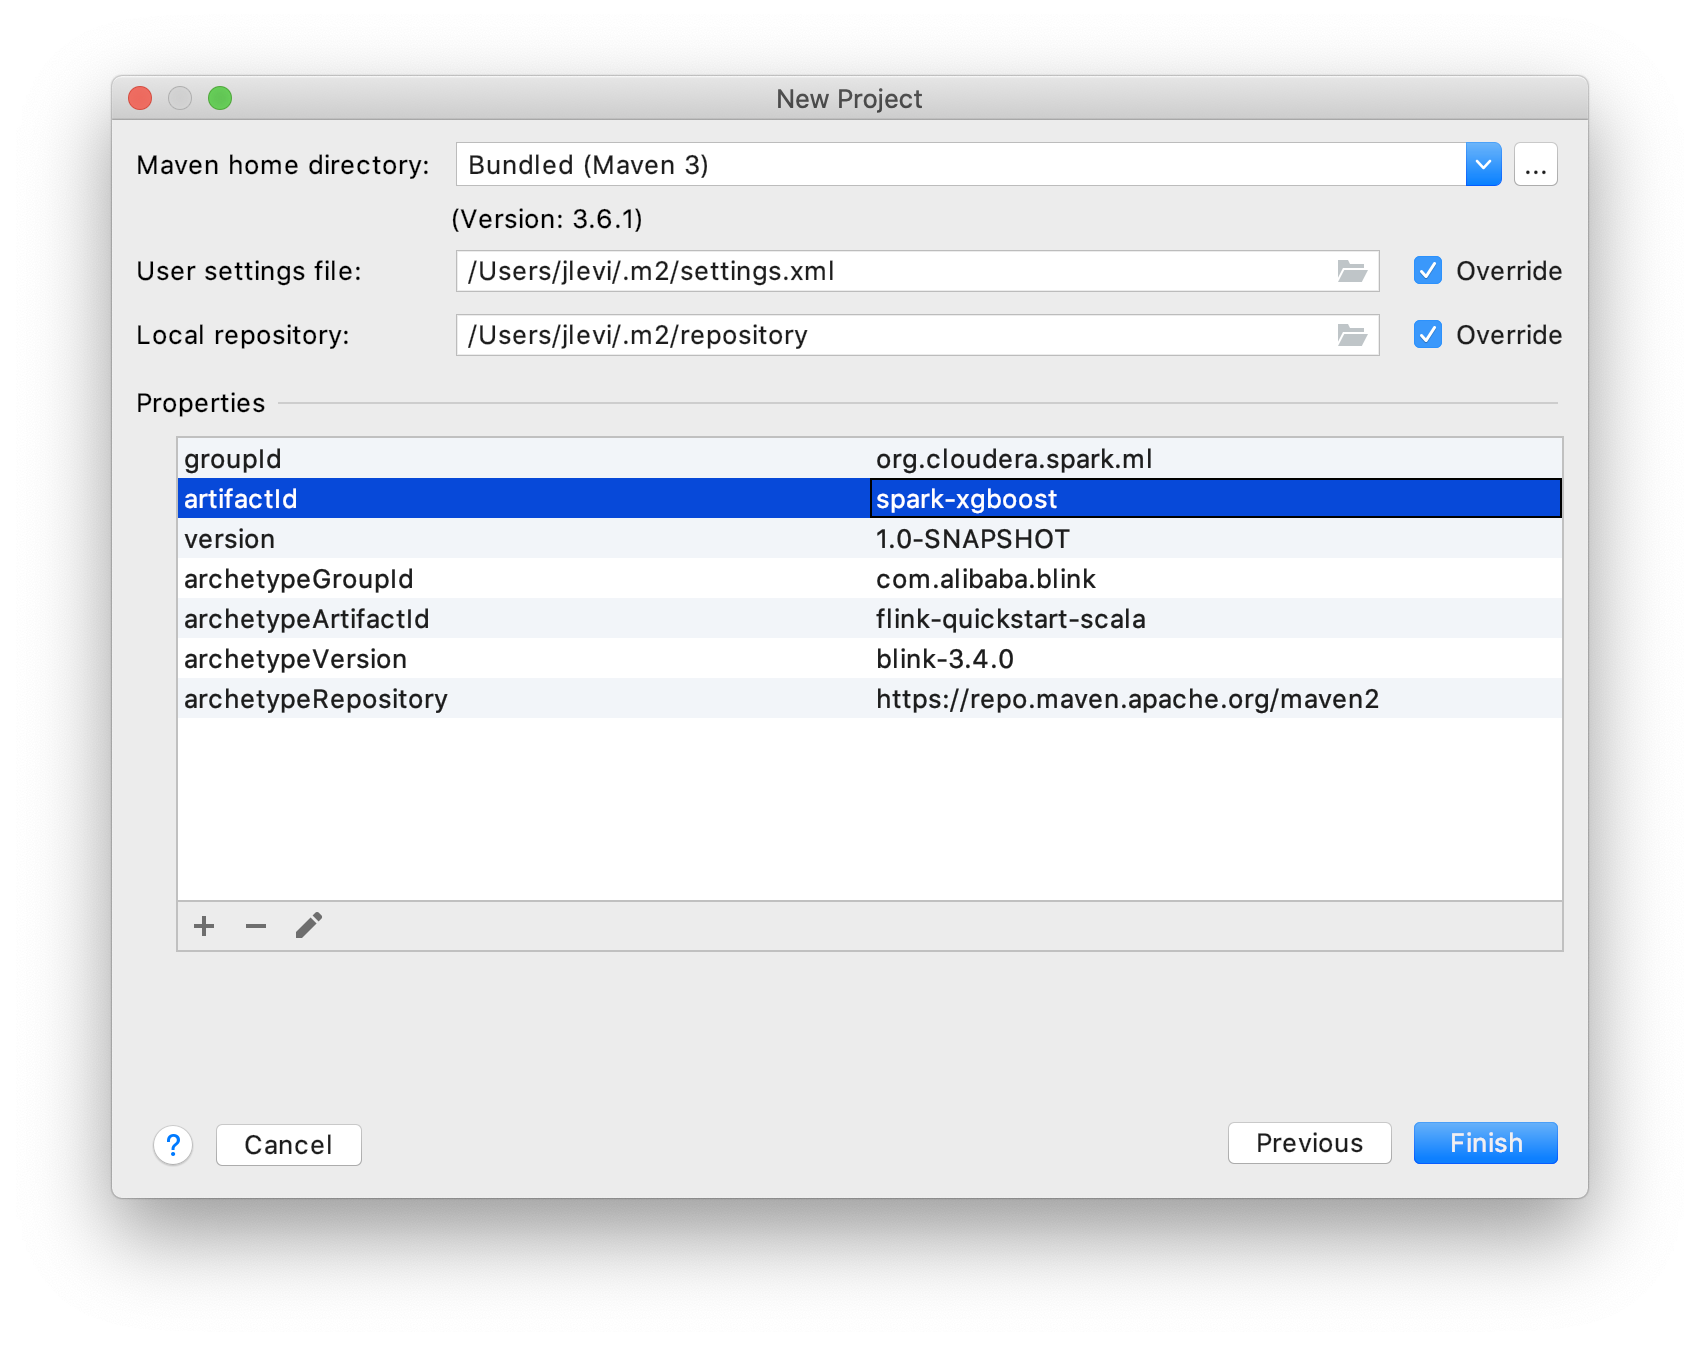 New Project
Maven home directory: Bundled (Maven 3) ...
(Version: 3.6.1)
User settings file: /Users/jlevi/.m2/settings.xml Override
Local repository: /Users/jlevi/.m2/repository Override
Properties
groupId org.cloudera.spark.ml
artifactId spark-xgboost
version 1.0-SNAPSHOT
archetypeGroupId com.alibaba.blink
archetypeArtifactId flink-quickstart-scala
archetypeVersion blink-3.4.0
archetypeRepository https://repo.maven.apache.org/maven2
? Cancel Previous Finish